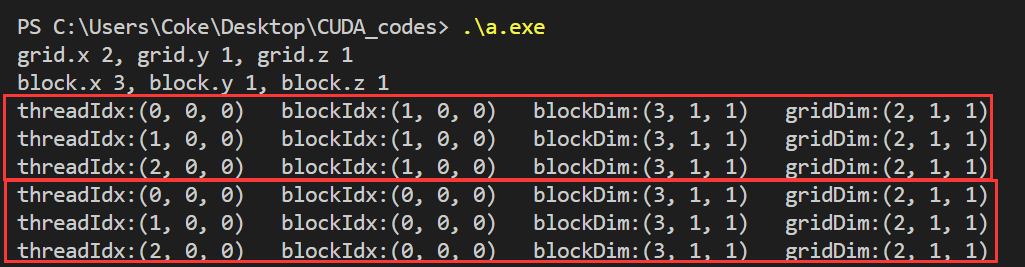 PS C:\Users\Coke\Desktop\CUDA_codes> .\a.exe
grid.x 2, grid.y 1, grid.z 1
block.x 3, block.y 1, block.z 1
threadIdx:(0, 0, 0)   blockIdx:(1, 0, 0)   blockDim:(3, 1, 1)   gridDim:(2, 1, 1)
threadIdx:(1, 0, 0)   blockIdx:(1, 0, 0)   blockDim:(3, 1, 1)   gridDim:(2, 1, 1)
threadIdx:(2, 0, 0)   blockIdx:(1, 0, 0)   blockDim:(3, 1, 1)   gridDim:(2, 1, 1)
threadIdx:(0, 0, 0)   blockIdx:(0, 0, 0)   blockDim:(3, 1, 1)   gridDim:(2, 1, 1)
threadIdx:(1, 0, 0)   blockIdx:(0, 0, 0)   blockDim:(3, 1, 1)   gridDim:(2, 1, 1)
threadIdx:(2, 0, 0)   blockIdx:(0, 0, 0)   blockDim:(3, 1, 1)   gridDim:(2, 1, 1)